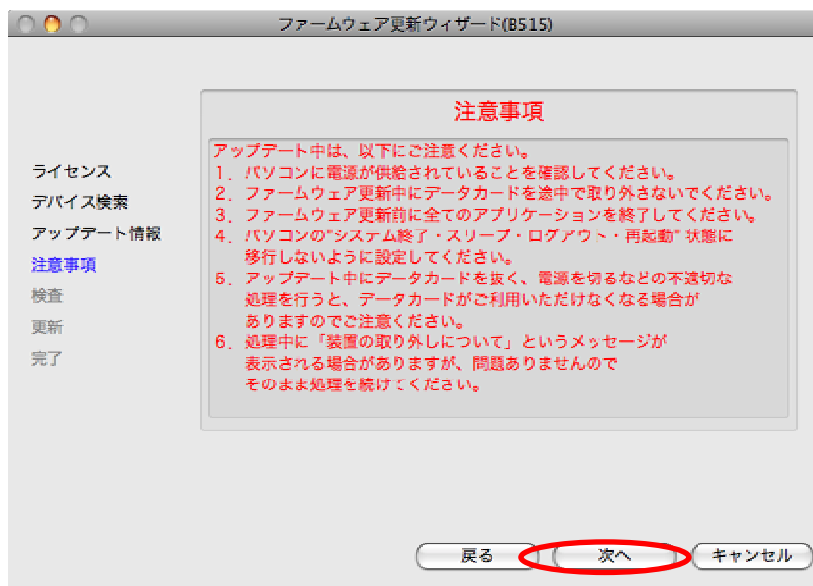 ファームウェア更新ウィザード(B515)
注意事項
アップデート中は、以下にご注意ください。
1. パソコンに電源が供給されていることを確認してください。
2. ファームウェア更新中にデータカードを途中で取り外さないでください。
3. ファームウェア更新前に全てのアプリケーションを終了してください。
4. パソコンの"システム終了・スリープ・ログアウト・再起動" 状態に
移行しないように設定してください。
5. アップデート中にデータカードを抜く、電源を切るなどの不適切な
処理を行うと、データカードがご利用いただけなくなる場合が
ありますのでご注意ください。
6. 処理中に「装置の取り外しについて」というメッセージが
表示される場合がありますが、問題ありませんので
そのまま処理を続けてください。
ライセンス
デバイス検索
アップデート情報
注意事項
検査
更新
完了
戻る
次へ
キャンセル